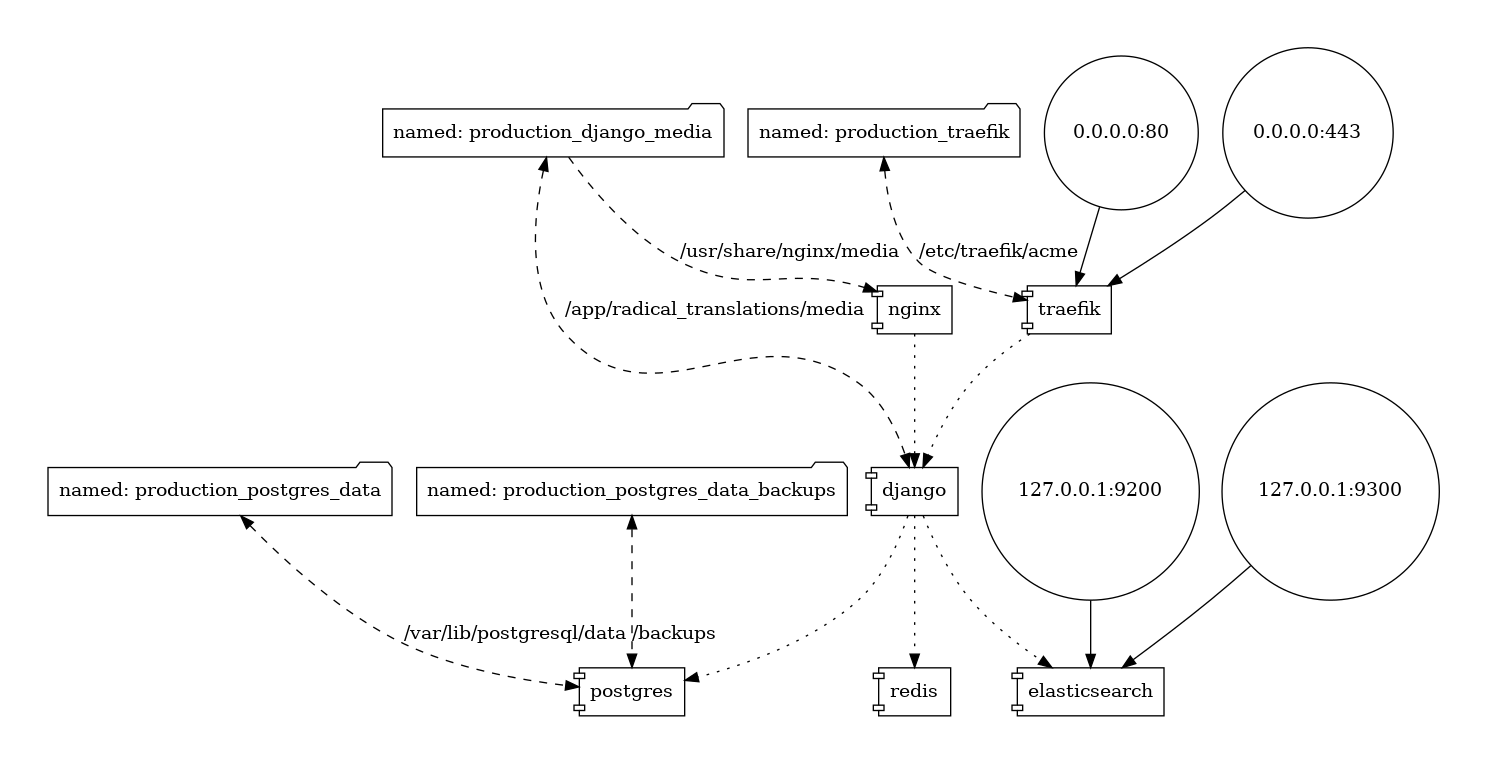 named: production_django_media
named: production_traefik
0.0.0.0:80
0.0.0.0:443
/usr/share/nginx/media
/etc/traefik/acme
/app/radical_translations/media
nginx
traefik
named: production_postgres_data
named: production_postgres_data_backups
django
127.0.0.1:9200
127.0.0.1:9300
/var/lib/postgresql/data
/backups
postgres
redis
elasticsearch